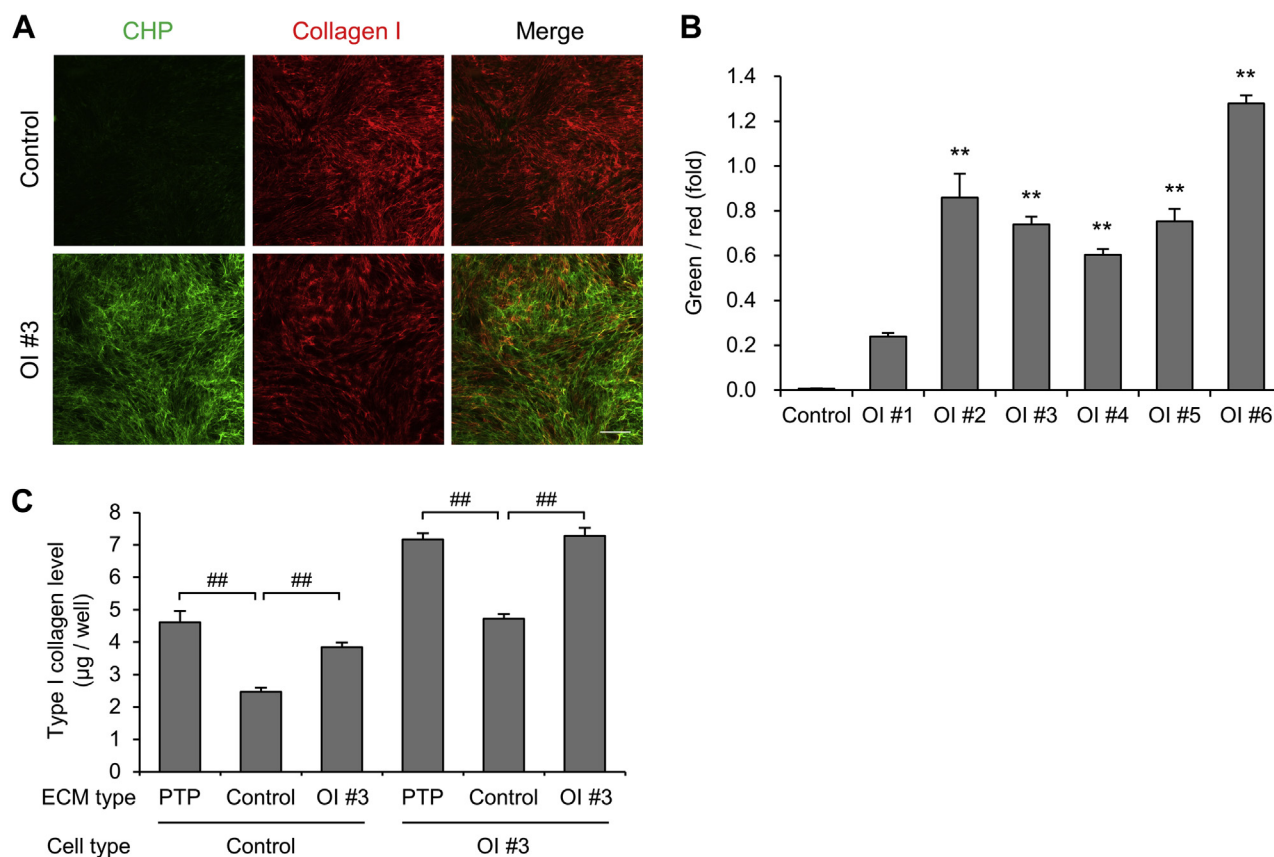 A
CHP
Collagen I
Merge
Control
OI #3
B
Green / red (fold)
1.4
1.2
1.0
0.8
0.6
0.4
0.2
0.0
**
**
**
**
**
Control
OI #1
OI #2
OI #3
OI #4
OI #5
OI #6
C
Type I collagen level
(µg / well)
8
7
6
5
4
3
2
1
0
##
##
##
##
ECM type
PTP
Control
OI #3
PTP
Control
OI #3
Cell type
Control
OI #3